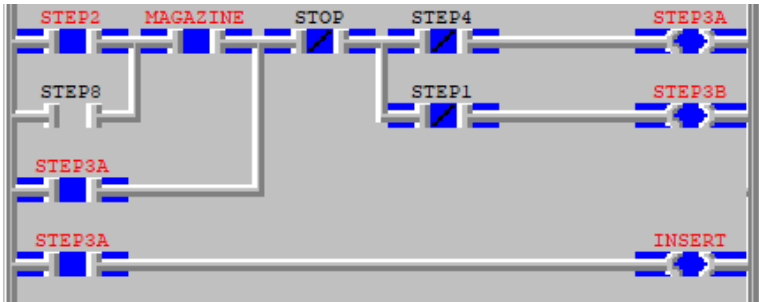 STEP2 MAGAZINE STOP STEP4 STEP3A
STEP8 STEP1 STEP3B
STEP3A
STEP3A INSERT